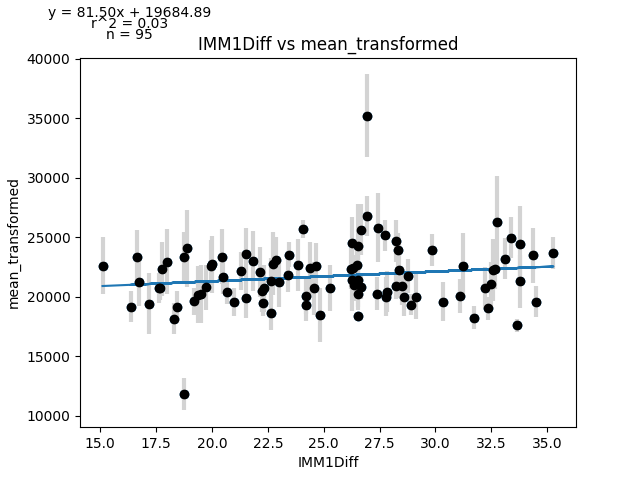 y = 81.50x + 19684.89
r^2 = 0.03
n = 95
IMM1Diff vs mean_transformed
40000
35000
30000
25000
20000
15000
10000
mean_transformed
15.0 17.5 20.0 22.5 25.0 27.5 30.0 32.5 35.0
IMM1Diff